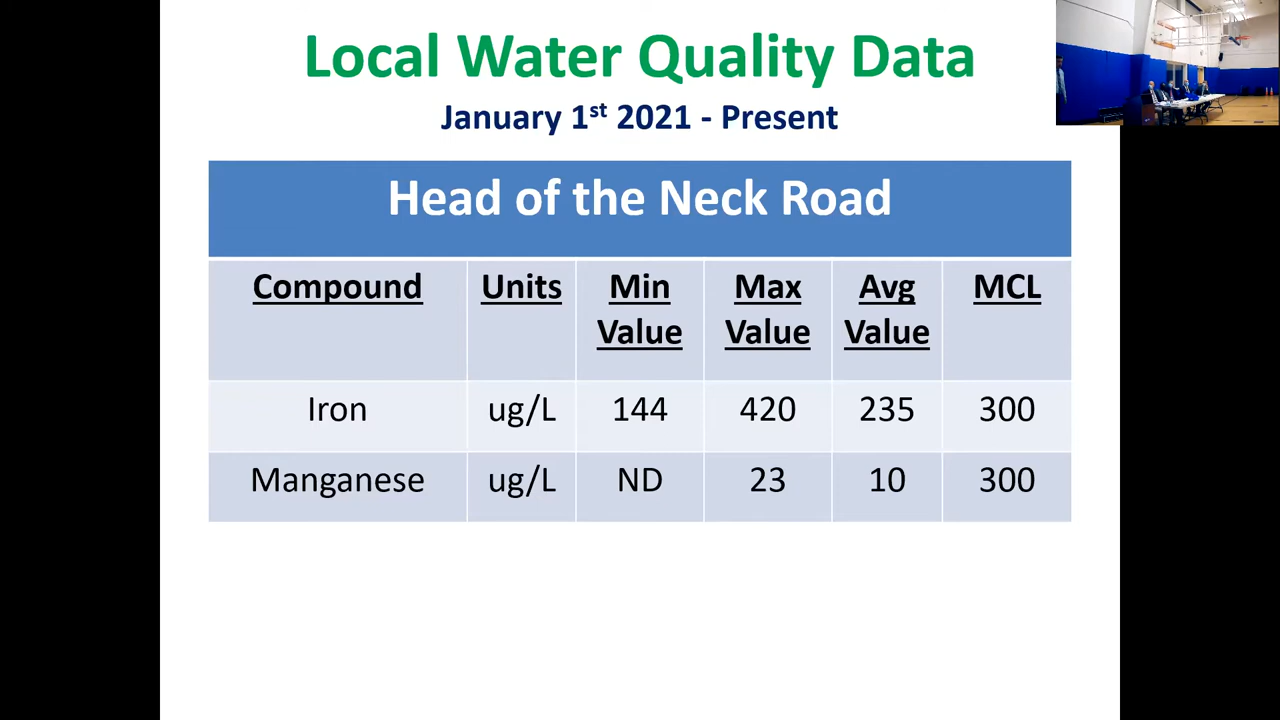 Local Water Quality Data
January 1st 2021 - Present
Head of the Neck Road
Compound Units Min Value Max Value Avg Value MCL
Iron ug/L 144 420 235 300
Manganese ug/L ND 23 10 300